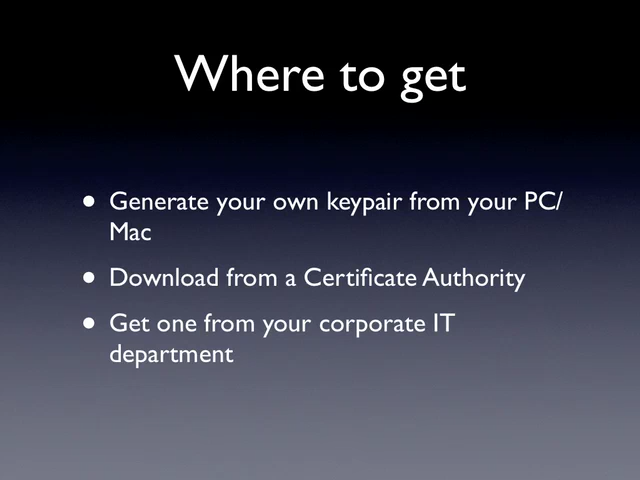 Where to get
• Generate your own keypair from your PC/
Mac
• Download from a Certificate Authority
• Get one from your corporate IT
department